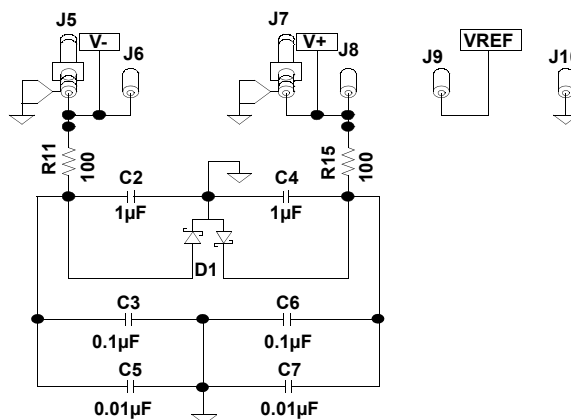 J5
V-
J6
J7
V+
J8
J9
VREF
J10
R11
100
R15
100
C2
1µF
C4
1µF
D1
C3
0.1µF
C6
0.1µF
C5
0.01µF
C7
0.01µF